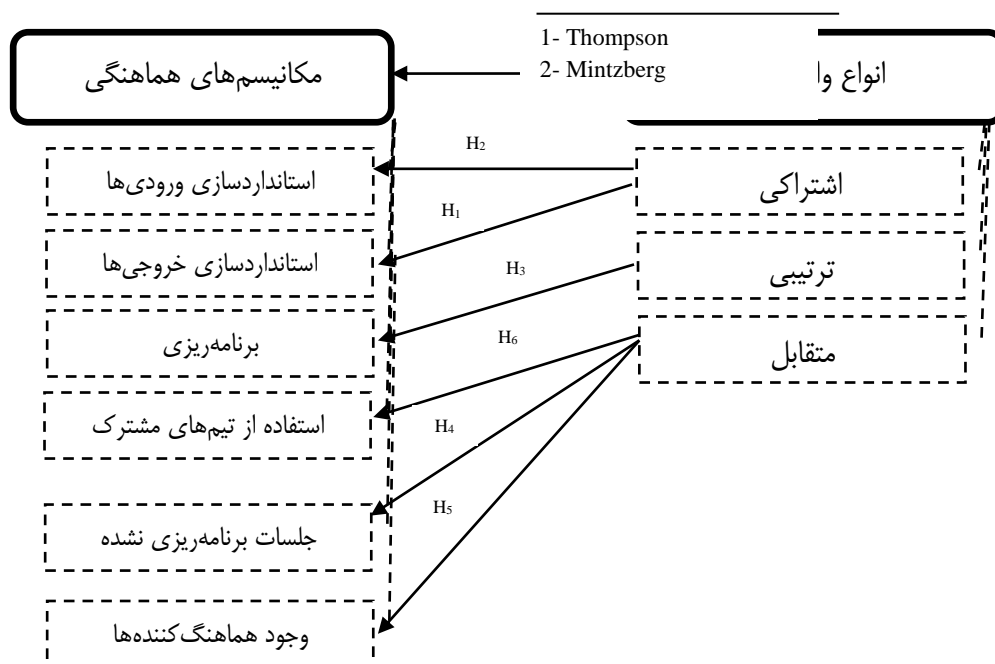 1- Thompson
2- Mintzberg
انواع وا
مکانیسم‌های هماهنگی
اشتراکی
H2
استانداردسازی ورودی‌ها
H1
ترتیبی
استانداردسازی خروجی‌ها
H3
متقابل
برنامه‌ریزی
H6
استفاده از تیم‌های مشترک
H4
جلسات برنامه‌ریزی نشده
H5
وجود هماهنگ‌کننده‌ها